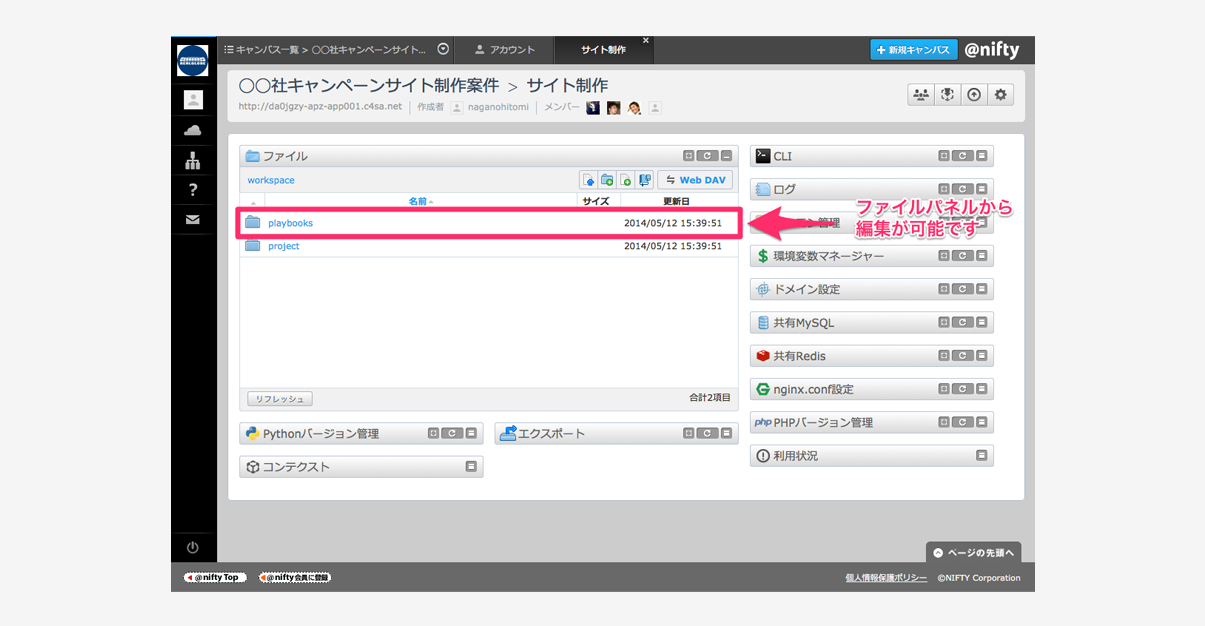 キャンバス一覧 > 〇〇社キャンペーンサイト...
アカウント
サイト制作
+ 新規キャンバス
@nifty
〇〇社キャンペーンサイト制作案件 > サイト制作
http://da0jgzy-apz-app001.c4sa.net
作成者 naganohitomi
メンバー
ファイル
workspace
Web DAV
名前
サイズ
更新日
playbooks 2014/05/12 15:39:51
project 2014/05/12 15:39:51
リフレッシュ
合計2項目
Pythonバージョン管理
エクスポート
コンテクスト
CLI
ログ
ファイルパネルから
編集が可能です
管理
環境変数マネージャー
ドメイン設定
共有MySQL
共有Redis
nginx.conf設定
php PHPバージョン管理
利用状況
?
ページの先頭へ
@nifty Top
@nifty会員に登録
個人情報保護ポリシー
©NIFTY Corporation